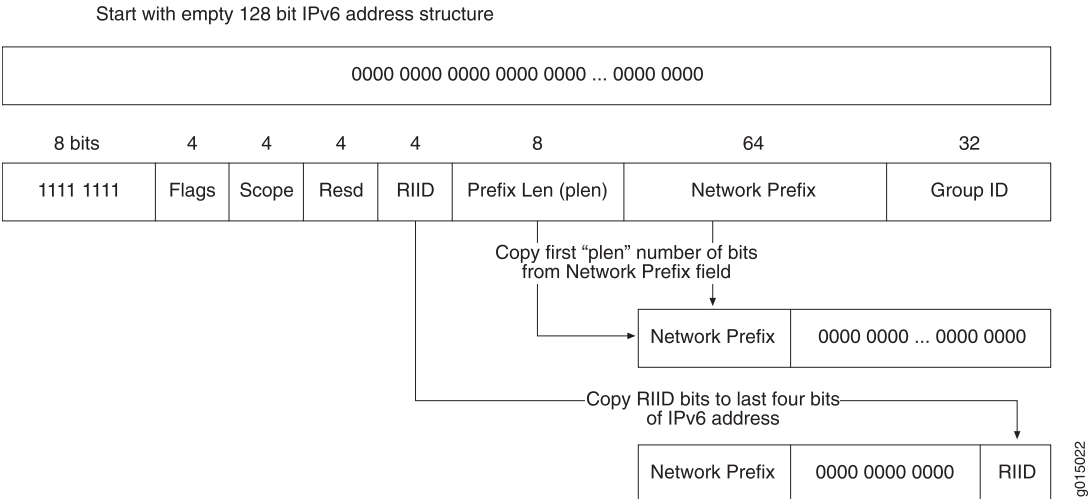 Start with empty 128 bit IPv6 address structure
0000 0000 0000 0000 0000 ... 0000 0000
8 bits 4 4 4 4 8 64 32
1111 1111 Flags Scope Resd RIID Prefix Len (plen) Network Prefix Group ID
Copy first “plen” number of bits
from Network Prefix field
Network Prefix 0000 0000 ... 0000 0000
Copy RIID bits to last four bits
of IPv6 address
Network Prefix 0000 0000 0000 RIID
g015022